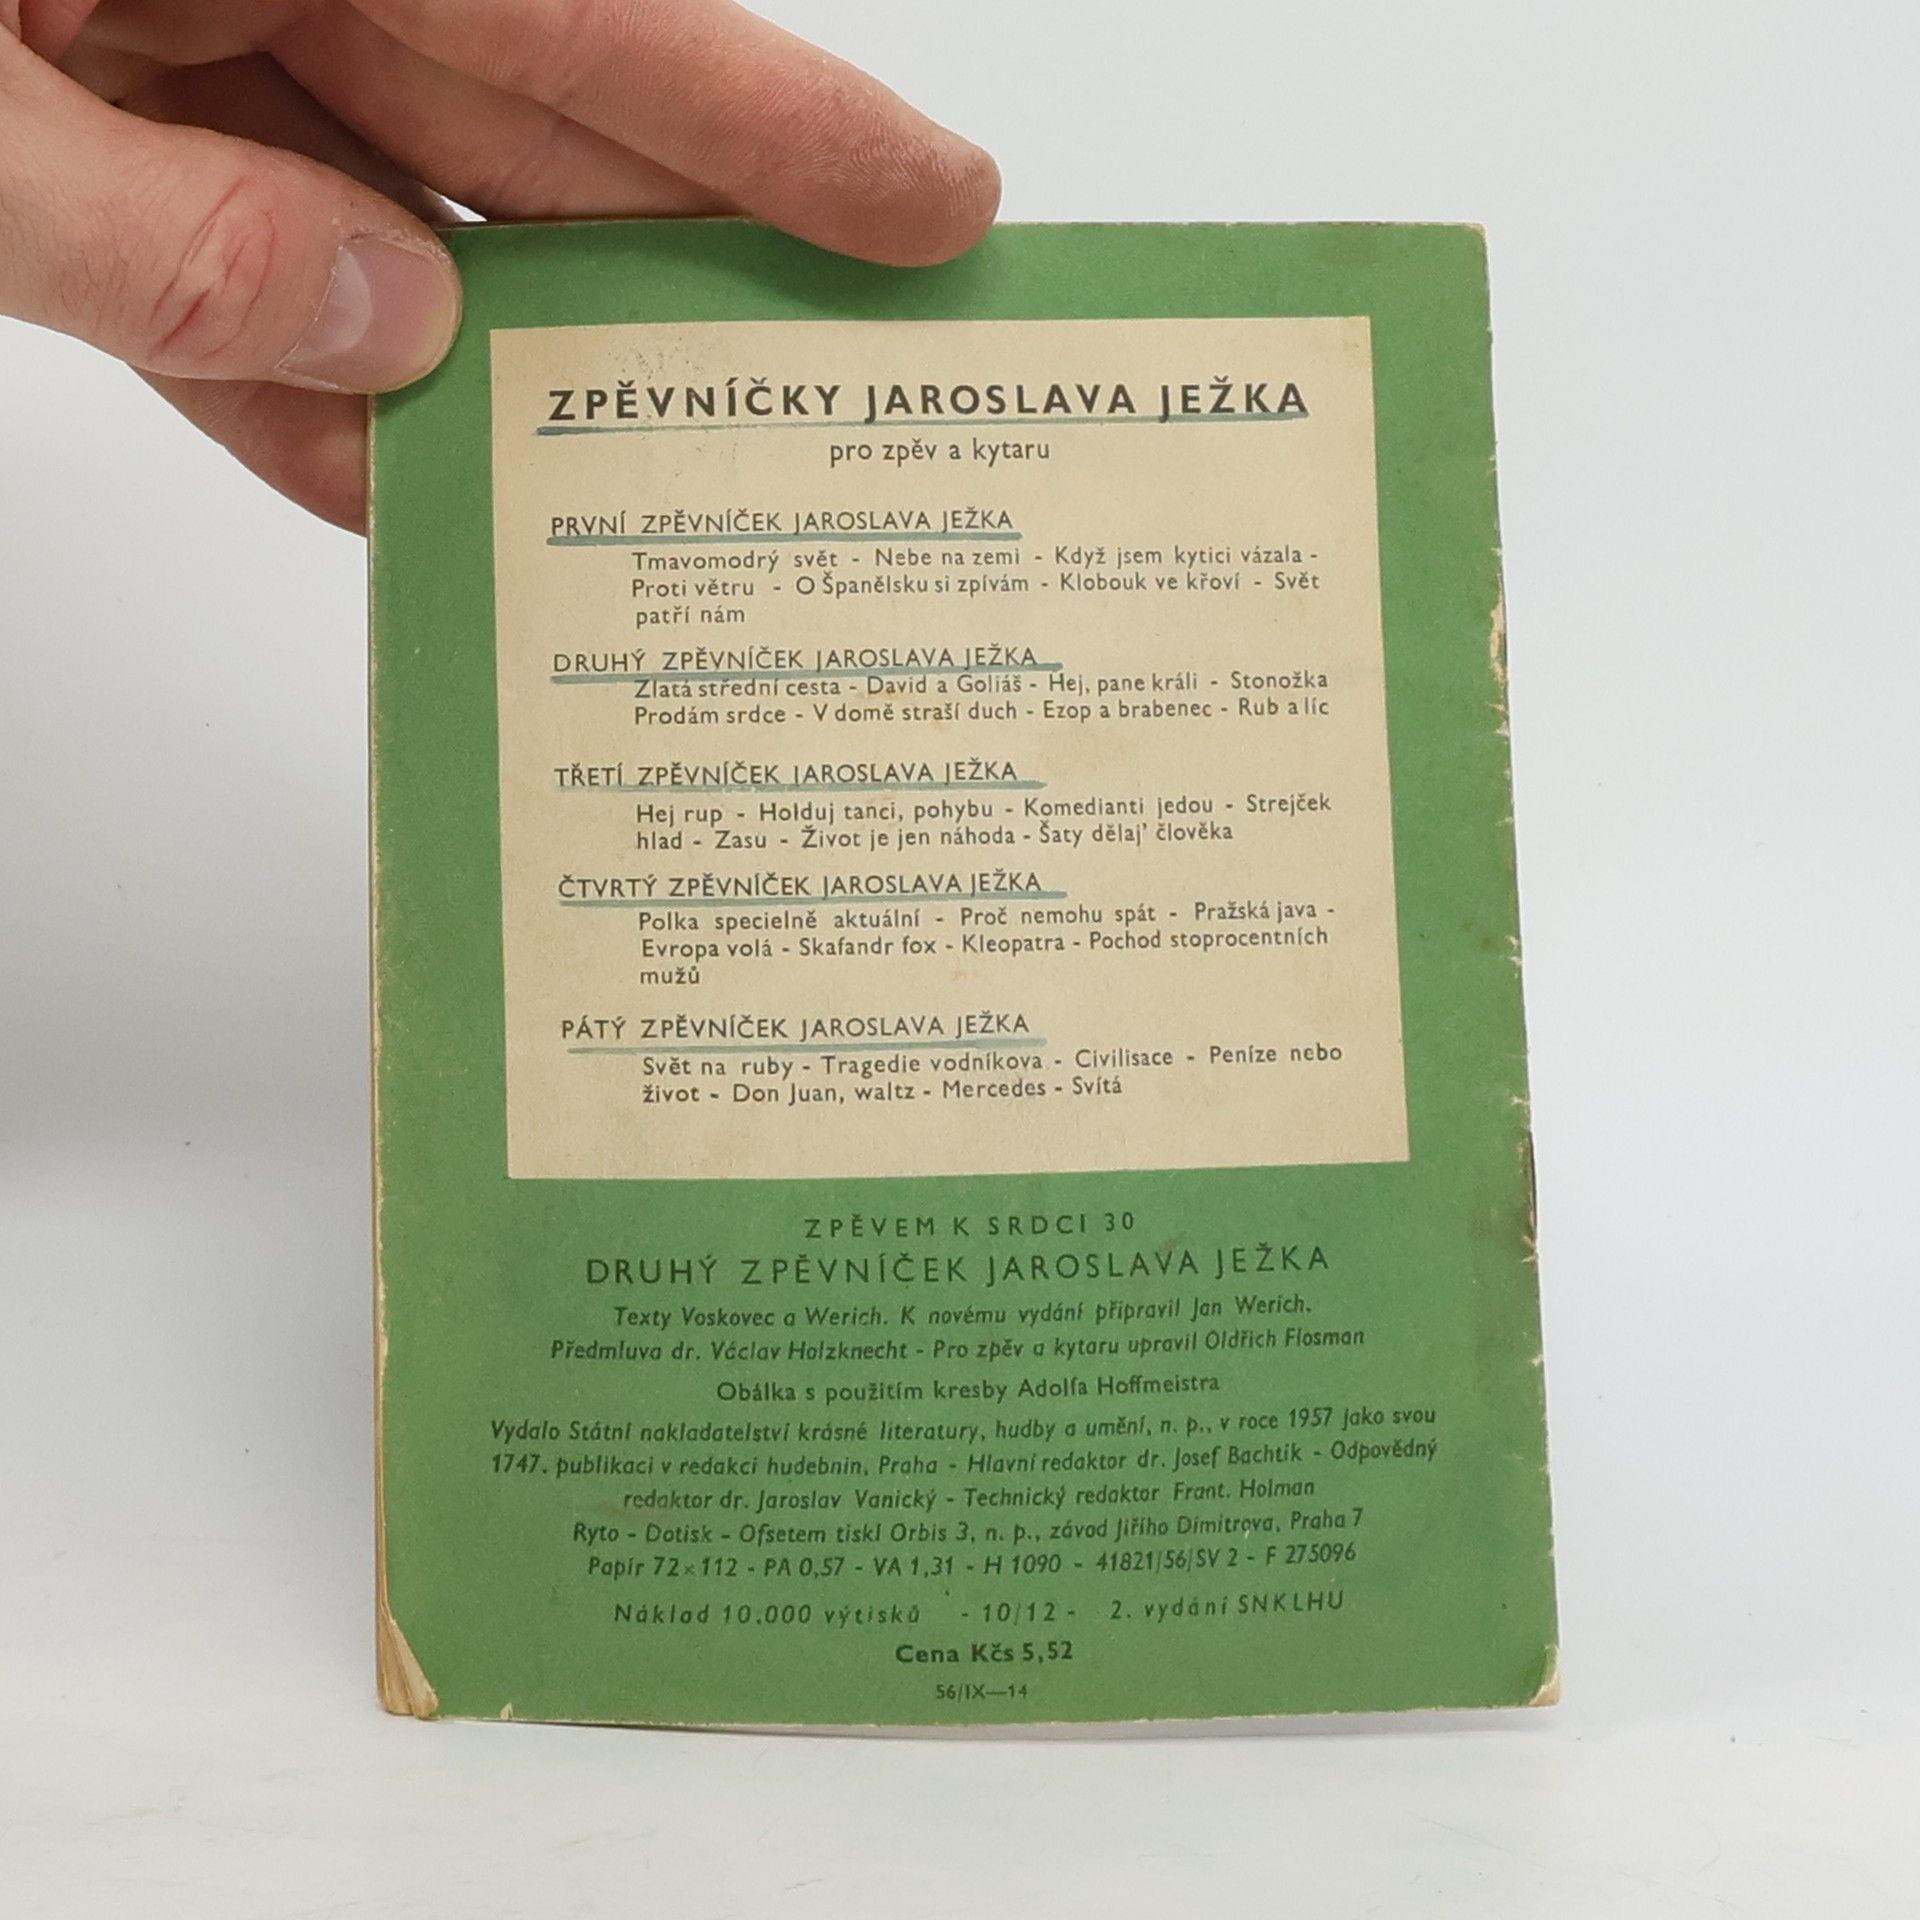 ZPĚVNÍČKY JAROSLAVA JEŽKA
pro zpěv a kytaru
PRVNÍ ZPĚVNÍČEK JAROSLAVA JEŽKA
Tmavomodrý svět - Nebe na zemi - Když jsem kytici vázala -
Proti větru - O Španělsku si zpívám - Klobouk ve křoví - Svět
patří nám
DRUHÝ ZPĚVNÍČEK JAROSLAVA JEŽKA
Zlatá střední cesta - David a Goliáš - Hej, pane králi - Stonožka
Prodám srdce - V domě straší duch - Ezop a brabenec - Rub a líc
TŘETÍ ZPĚVNÍČEK JAROSLAVA JEŽKA
Hej rup - Holduj tanci, pohybu - Komedianti jedou - Strejček
hlad - Zasu - Život je jen náhoda - Šaty dělaj' člověka
ČTVRTÝ ZPĚVNÍČEK JAROSLAVA JEŽKA
Polka specielně aktuální - Proč nemohu spát - Pražská java -
Evropa volá - Skafandr fox - Kleopatra - Pochod stoprocentních
mužů
PÁTÝ ZPĚVNÍČEK JAROSLAVA JEŽKA
Svět na ruby - Tragedie vodníkova - Civilisace - Peníze nebo
život - Don Juan, waltz - Mercedes - Svítá
ZPĚVEM K SRDCI 30
DRUHÝ ZPĚVNÍČEK JAROSLAVA JEŽKA
Texty Voskovec a Werich. K novému vydání připravil Jan Werich.
Předmluva dr. Václav Holzknecht - Pro zpěv a kytaru upravil Oldřich Flosman
Obálka s použitím kresby Adolfa Hoffmeistra
Vydalo Státní nakladatelství krásné literatury, hudby a umění, n. p., v roce 1957 jako svou
1747. publikaci v redakci hudebnin, Praha - Hlavní redaktor dr. Josef Bachtík - Odpovědný
redaktor dr. Jaroslav Vanický - Technický redaktor Frant. Holman
Ryto - Dotisk - Ofsetem tiskl Orbis 3, n. p., závod Jiřího Dimitrova, Praha 7
Papír 72×112 - PA 0,57 - VA 1,31 - H 1090 - 41821/56/SV 2 - F 275096
Náklad 10.000 výtisků - 10/12 - 2. vydání SNKLHU
Cena Kčs 5,52
56/IX—14